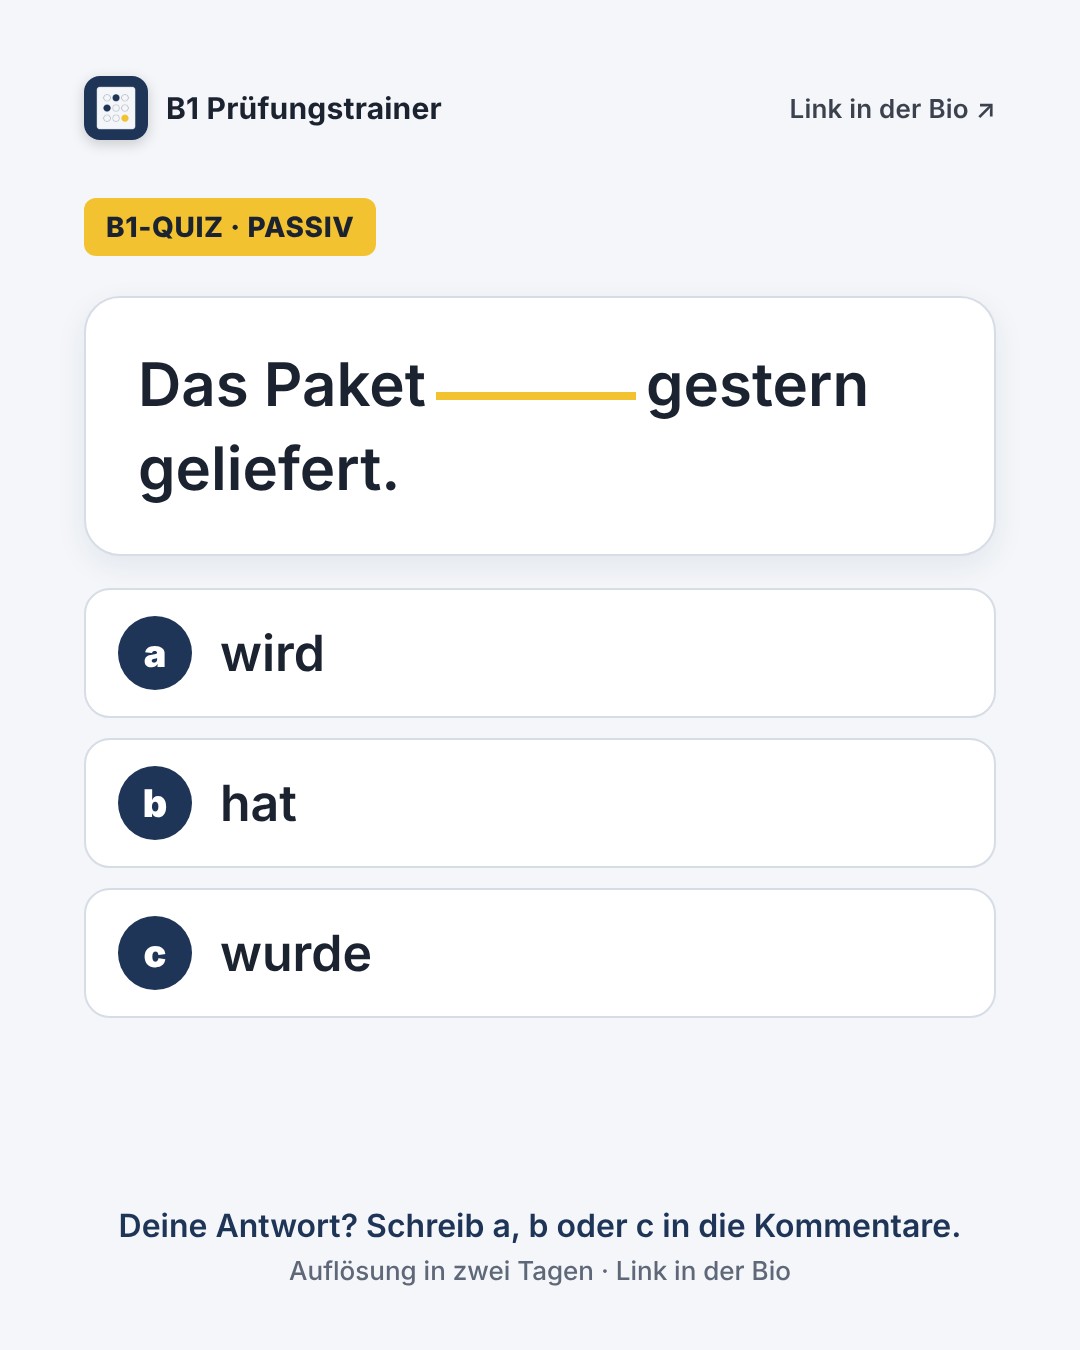 B1 Prüfungstrainer
Link in der Bio ↗
B1-QUIZ · PASSIV
Das Paket ______ gestern
geliefert.
a wird
b hat
c wurde
Deine Antwort? Schreib a, b oder c in die Kommentare.
Auflösung in zwei Tagen · Link in der Bio